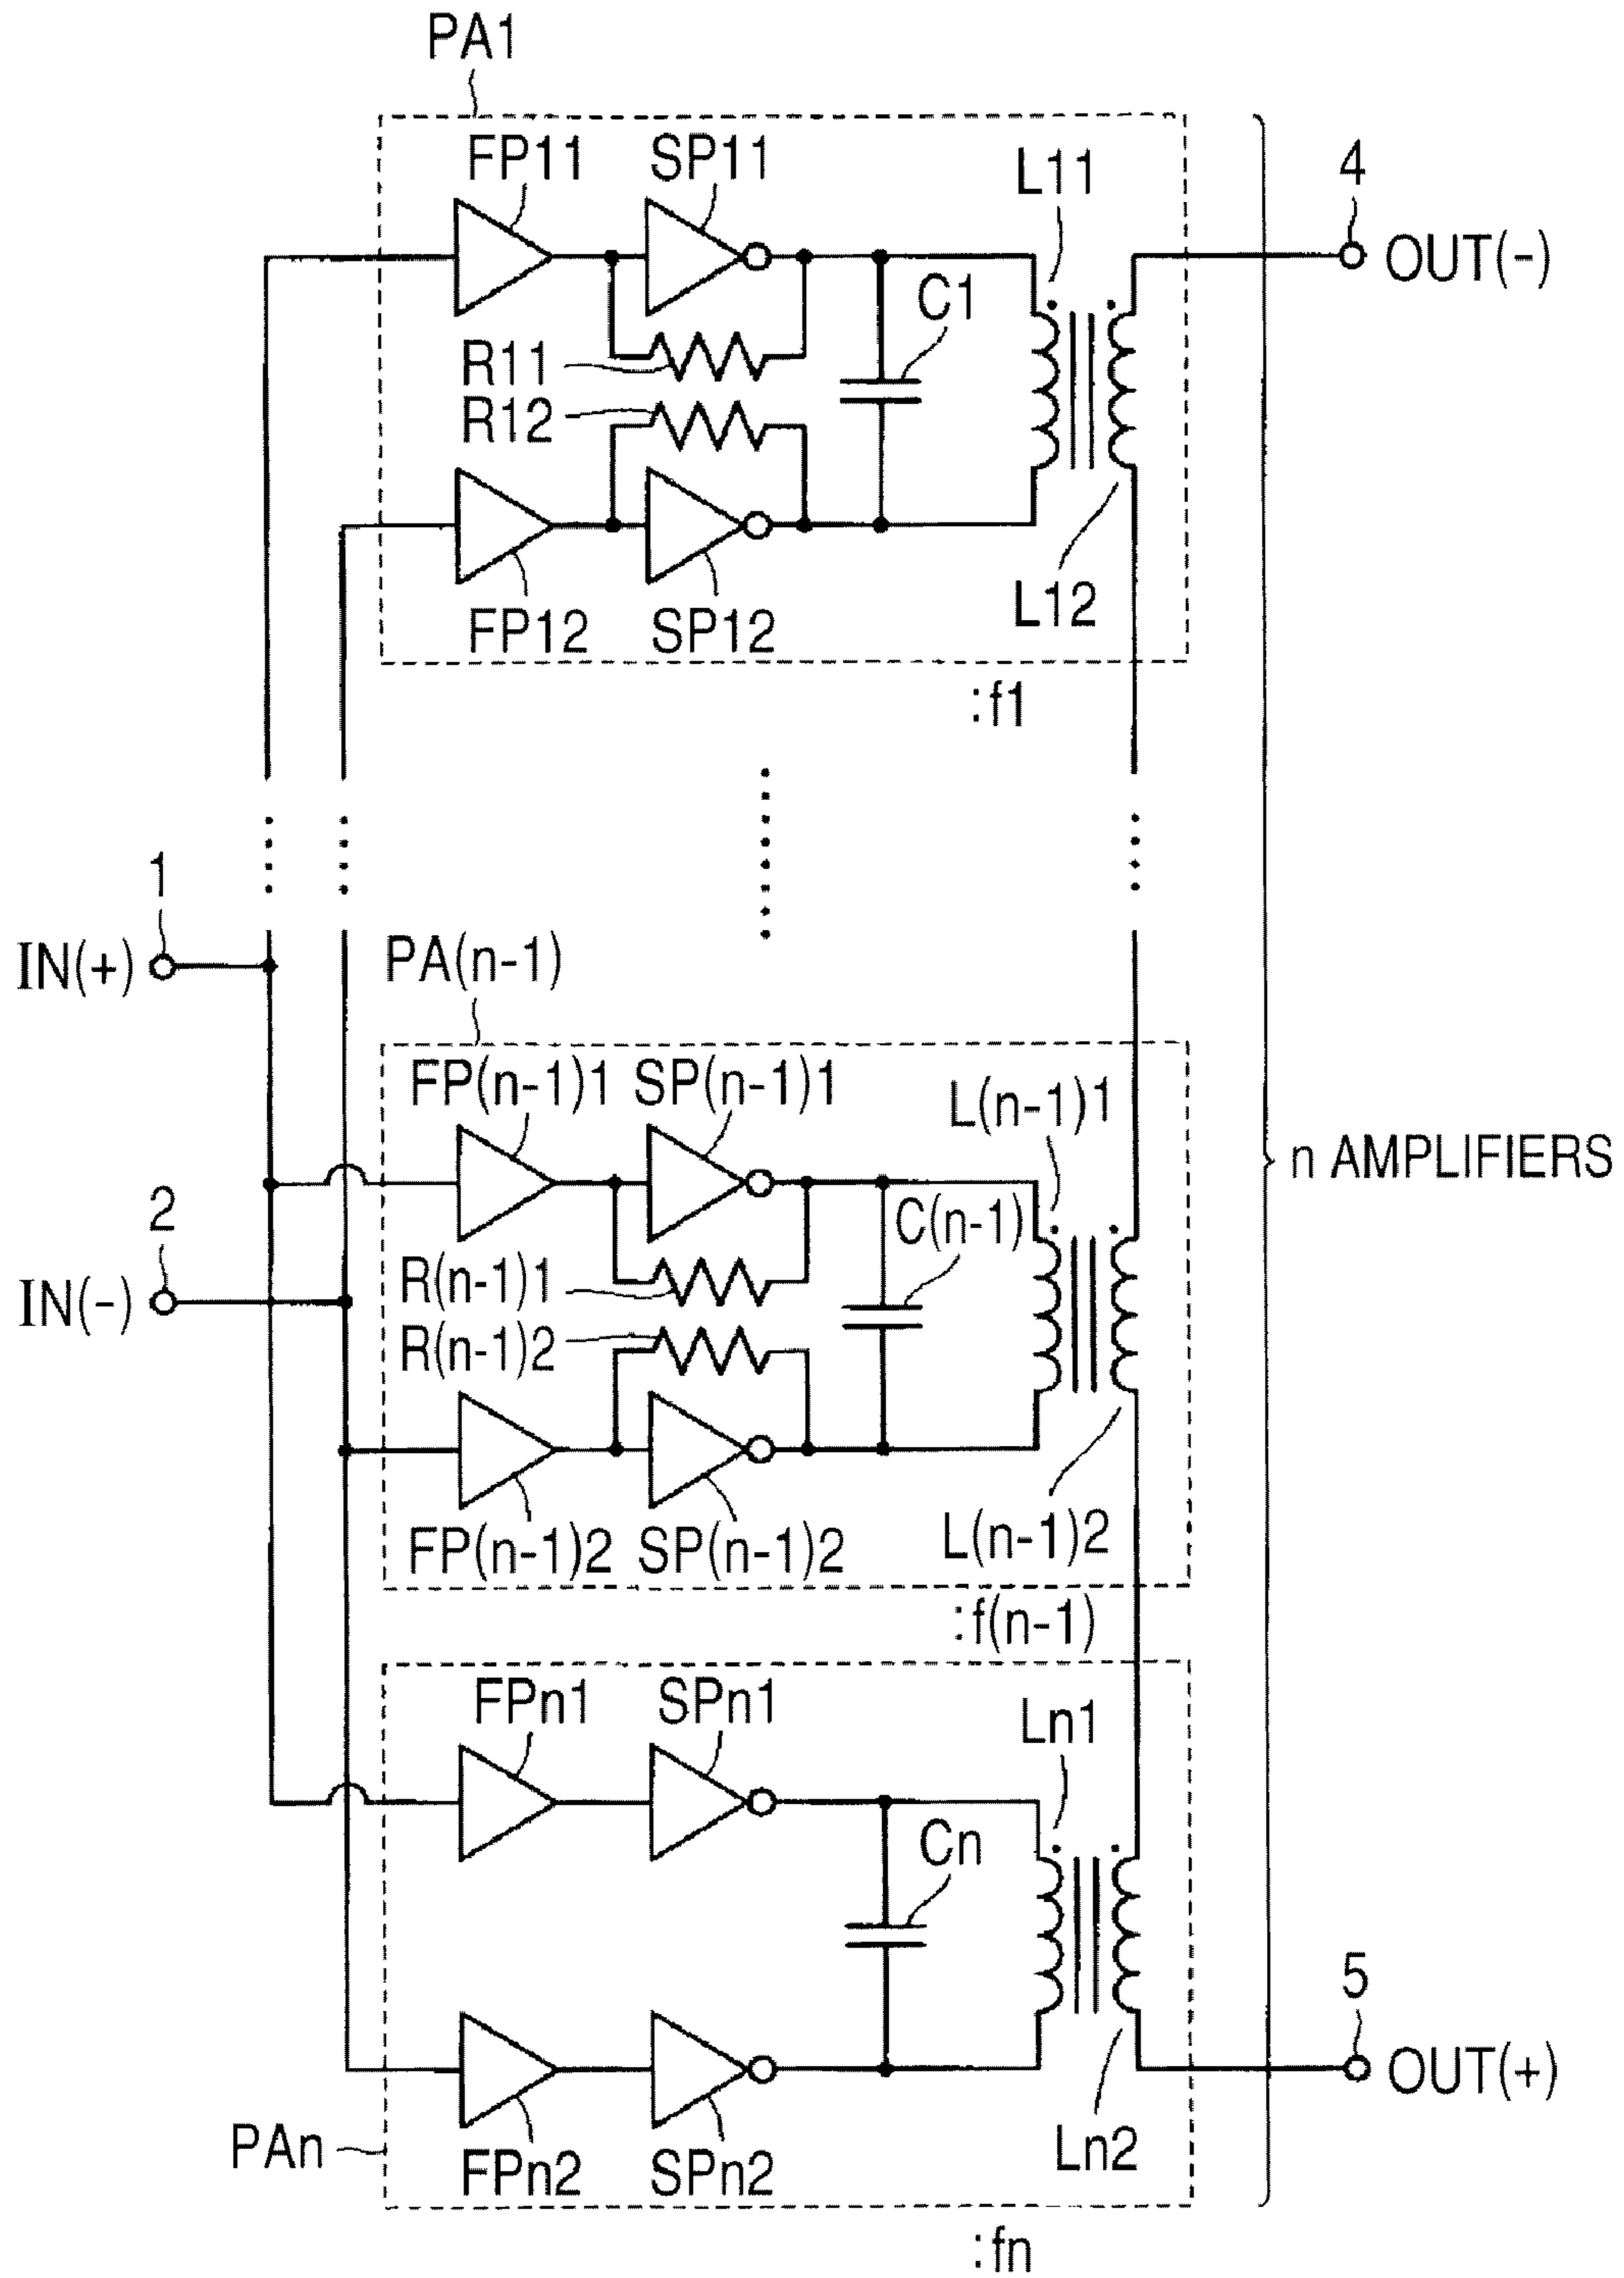 PA1
FP11 SP11
L11
4
OUT(-)
C1
R11
R12
FP12 SP12
L12
:f1
1
IN(+)
PA(n-1)
FP(n-1)1 SP(n-1)1
L(n-1)1
n AMPLIFIERS
2
C(n-1)
IN(-)
R(n-1)1
R(n-1)2
FP(n-1)2 SP(n-1)2
L(n-1)2
:f(n-1)
FPn1 SPn1
Ln1
Cn
5
OUT(+)
PAn
FPn2 SPn2
Ln2
:fn